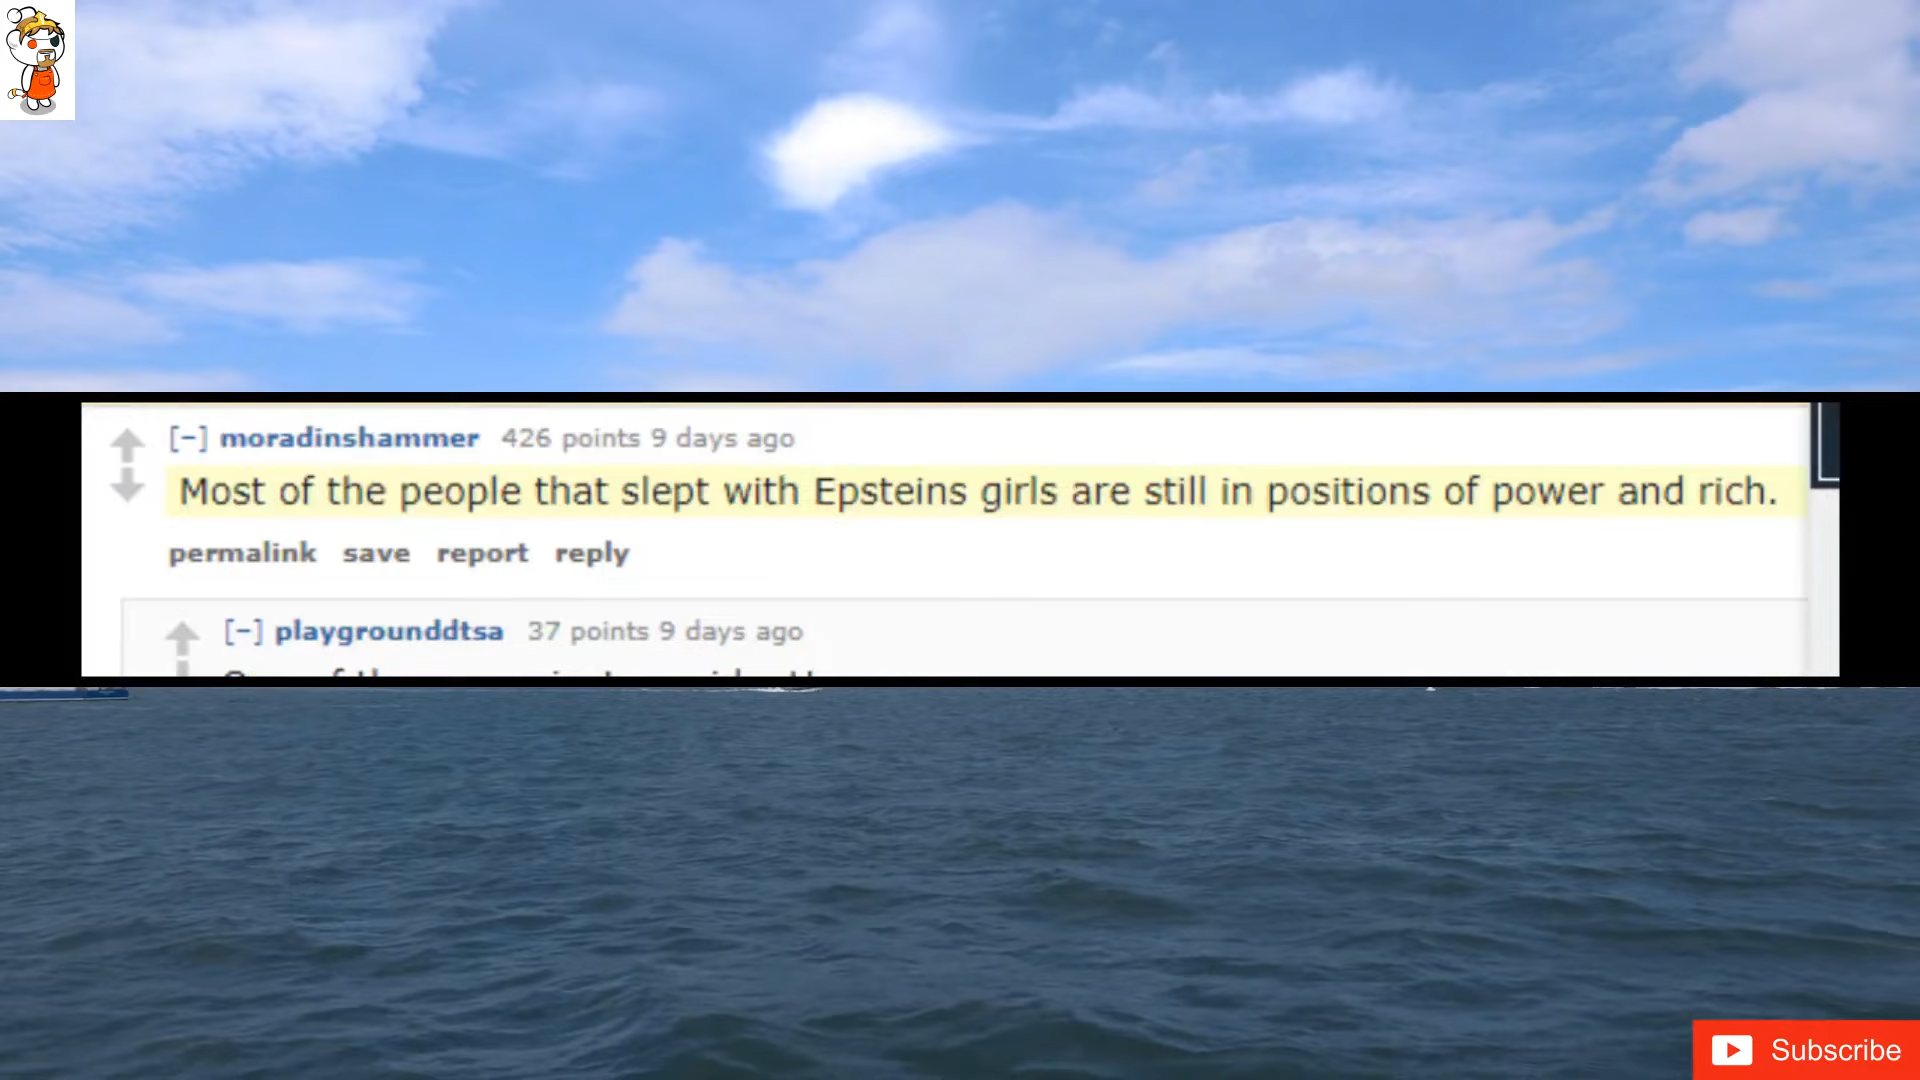 [−] moradinshammer 426 points 9 days ago
Most of the people that slept with Epsteins girls are still in positions of power and rich.
permalink save report reply
[−] playgrounddtsa 37 points 9 days ago
Subscribe